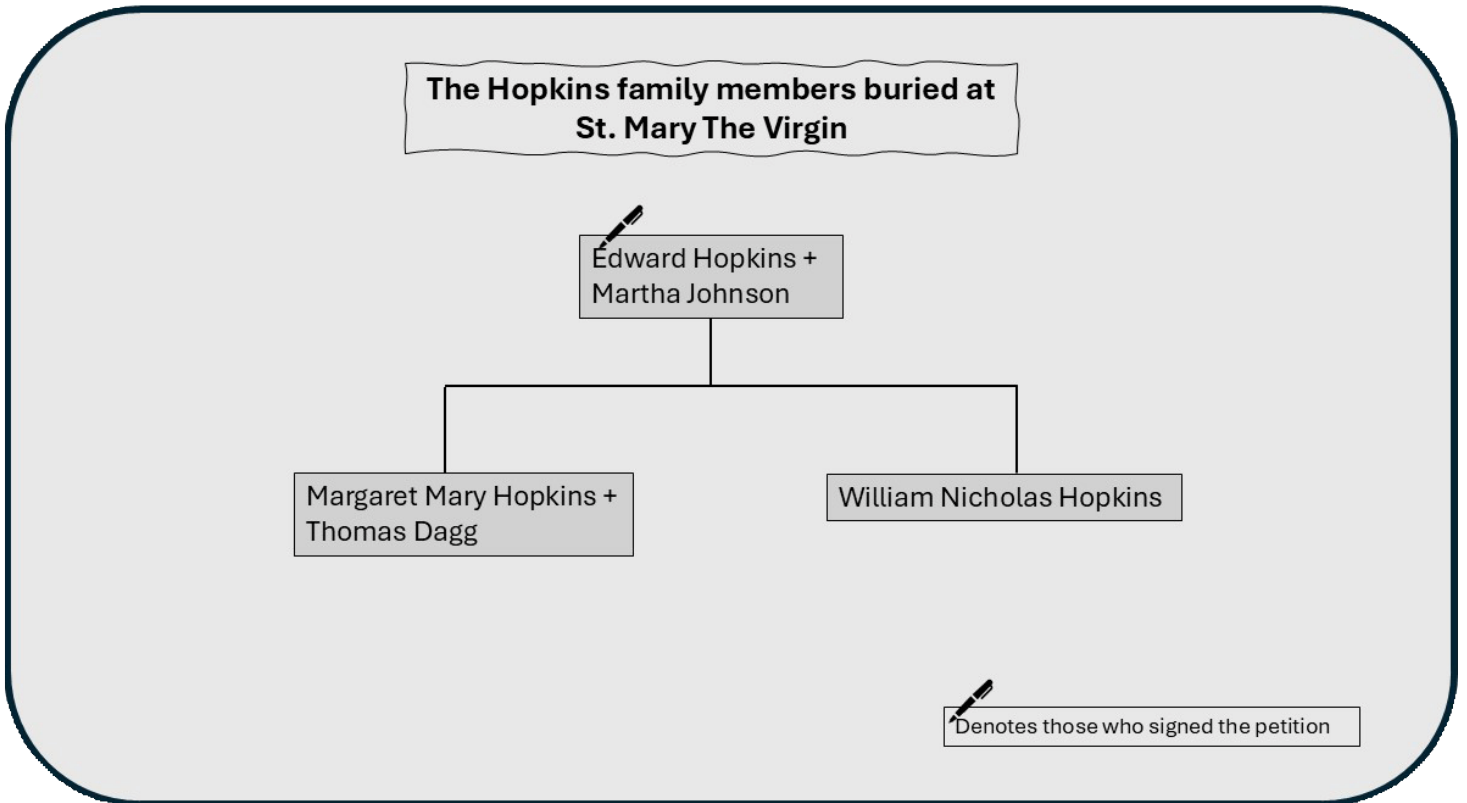 The Hopkins family members buried at
St. Mary The Virgin
Edward Hopkins +
Martha Johnson
Margaret Mary Hopkins +
Thomas Dagg
William Nicholas Hopkins
Denotes those who signed the petition